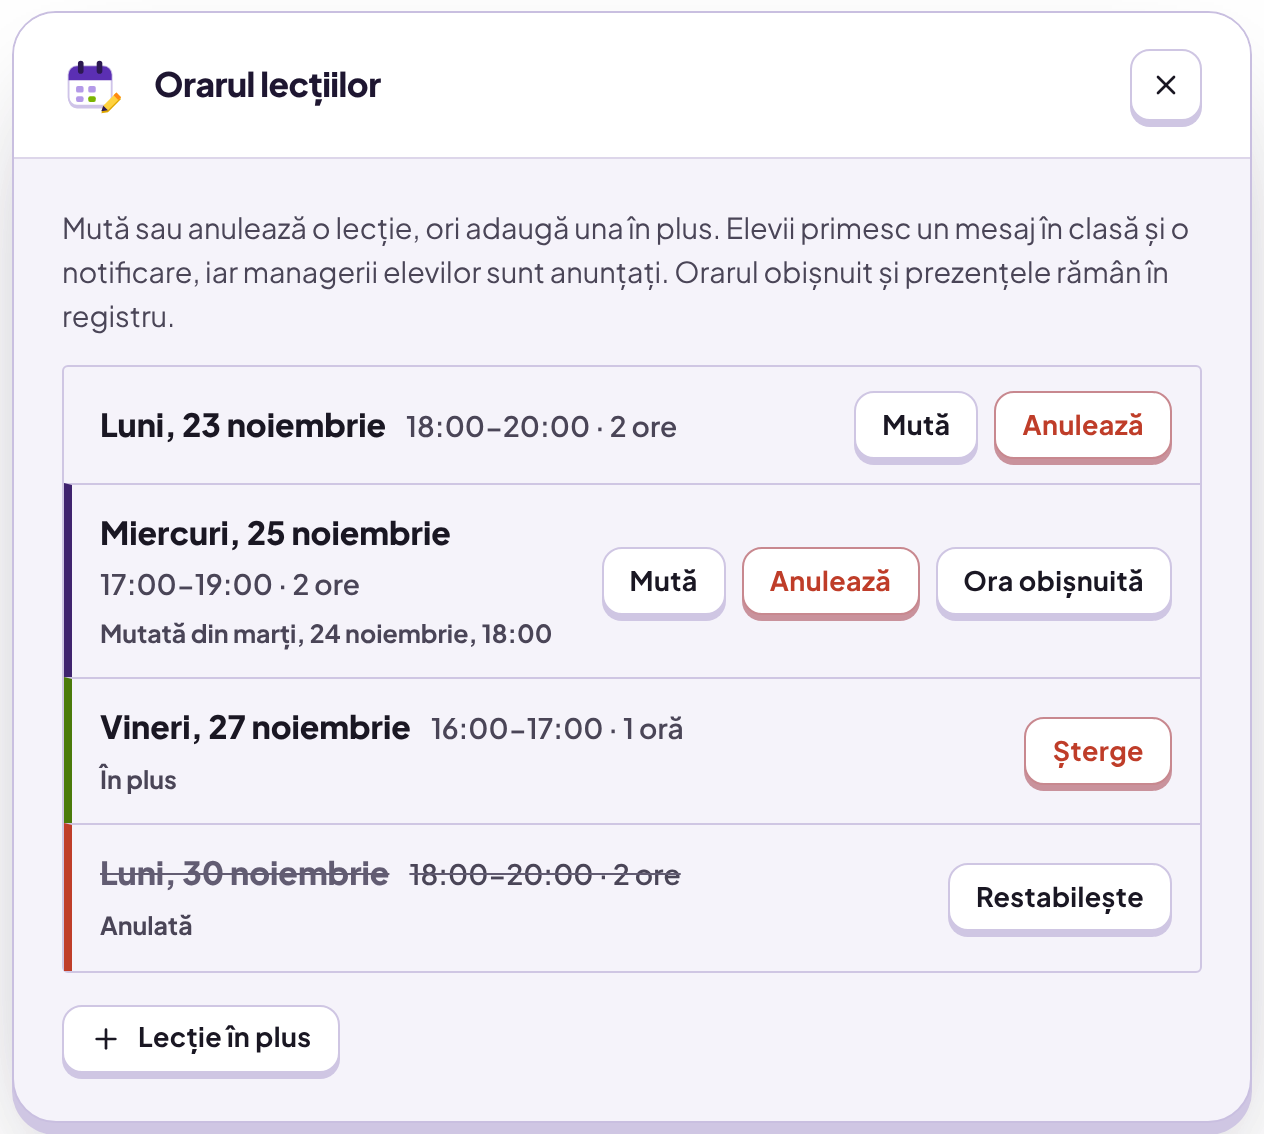 Orarul lecțiilor
Mută sau anulează o lecție, ori adaugă una în plus. Elevii primesc un mesaj în clasă și o
notificare, iar managerii elevilor sunt anunțați. Orarul obișnuit și prezențele rămân în
registru.
Luni, 23 noiembrie 18:00–20:00 · 2 ore Mută Anulează
Miercuri, 25 noiembrie
17:00–19:00 · 2 ore
Mutată din marți, 24 noiembrie, 18:00
Mută Anulează Ora obișnuită
Vineri, 27 noiembrie 16:00–17:00 · 1 oră
În plus
Șterge
Luni, 30 noiembrie 18:00–20:00 · 2 ore
Anulată
Restabilește
+ Lecție în plus